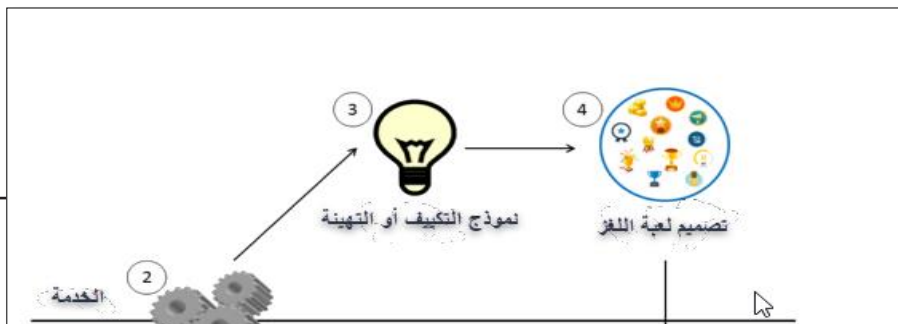 3
4
نموذج التكييف أو التهيئة
تصميم لعبة اللغز
2
الخدمة